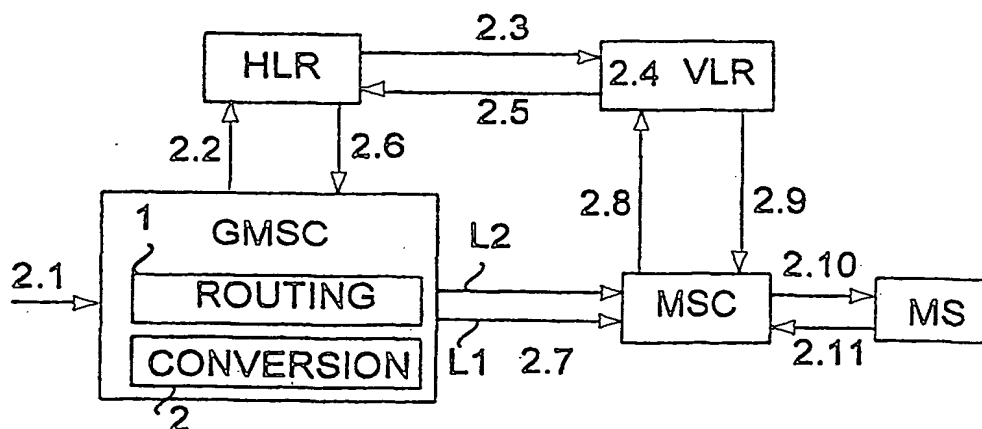 2.3
HLR
2.4 VLR
2.5
2.2
2.6
2.8
2.9
1
GMSC
L2
2.1
2.10
ROUTING
MSC
MS
CONVERSION
L1
2.7
2.11
2